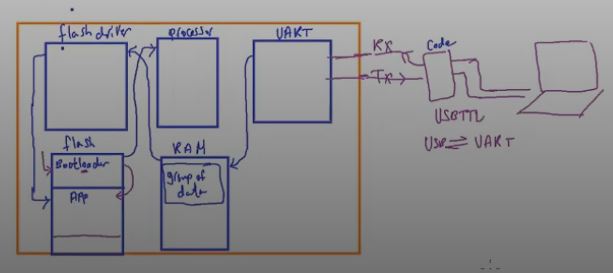 flash driver
processor
UART
RX
Code
TX
USBTTL
USB ⇌ UART
flash
Bootloader
App
RAM
group of
data